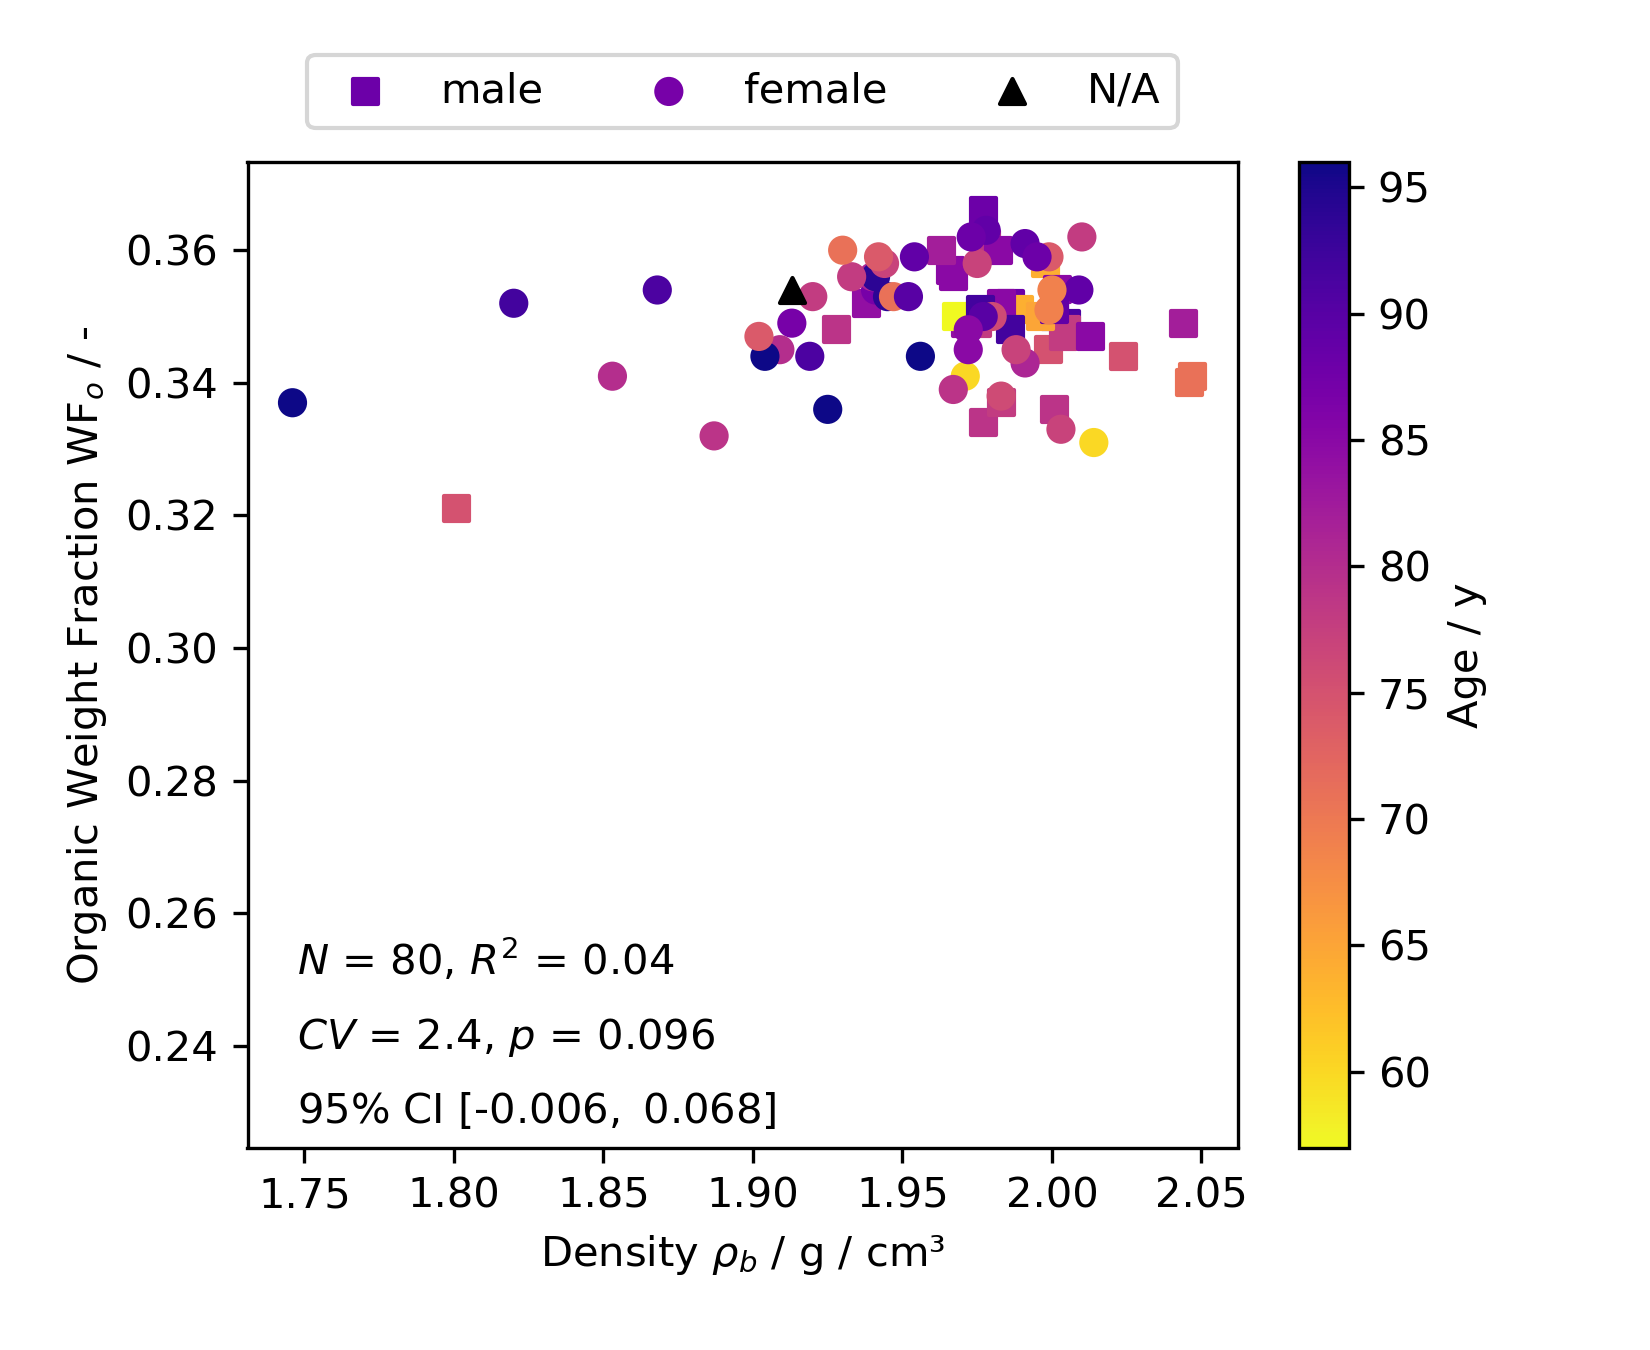 male female N/A
0.36
0.34
0.32
0.30
0.28
0.26
0.24
Organic Weight Fraction WFₒ / -
N = 80, R² = 0.04
CV = 2.4, p = 0.096
95% CI [-0.006, 0.068]
1.75 1.80 1.85 1.90 1.95 2.00 2.05
Density ρ_b / g / cm³
95
90
85
80
75
70
65
60
Age / y